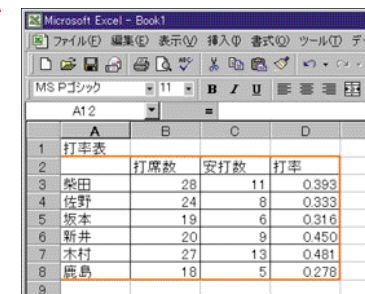 Microsoft Excel - Book1
ファイル(F) 編集(E) 表示(V) 挿入(I) 書式(O) ツール(T) デ
MS Pゴシック 11 B I U
A12 =
A B C D
1 打率表
2 打席数 安打数 打率
3 柴田 28 11 0.393
4 佐野 24 8 0.333
5 坂本 19 6 0.316
6 新井 20 9 0.450
7 木村 27 13 0.481
8 鹿島 18 5 0.278
9